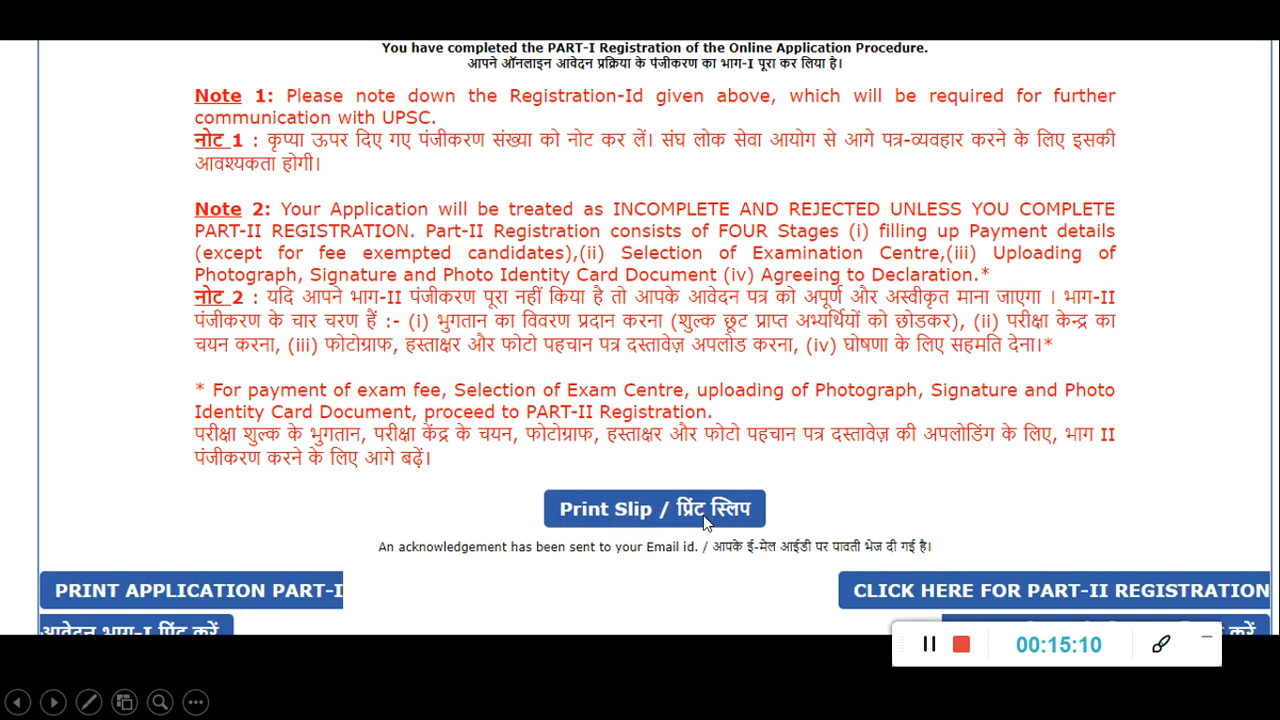 You have completed the PART-I Registration of the Online Application Procedure.
आपने ऑनलाइन आवेदन प्रक्रिया के पंजीकरण का भाग-I पूरा कर लिया है।
Note 1: Please note down the Registration-Id given above, which will be required for further
communication with UPSC.
नोट 1 : कृप्या ऊपर दिए गए पंजीकरण संख्या को नोट कर लें। संघ लोक सेवा आयोग से आगे पत्र-व्यवहार करने के लिए इसकी
आवश्यकता होगी।
Note 2: Your Application will be treated as INCOMPLETE AND REJECTED UNLESS YOU COMPLETE
PART-II REGISTRATION. Part-II Registration consists of FOUR Stages (i) filling up Payment details
(except for fee exempted candidates),(ii) Selection of Examination Centre,(iii) Uploading of
Photograph, Signature and Photo Identity Card Document (iv) Agreeing to Declaration.*
नोट 2 : यदि आपने भाग-II पंजीकरण पूरा नहीं किया है तो आपके आवेदन पत्र को अपूर्ण और अस्वीकृत माना जाएगा । भाग-II
पंजीकरण के चार चरण हैं :- (i) भुगतान का विवरण प्रदान करना (शुल्क छूट प्राप्त अभ्यर्थियों को छोडकर), (ii) परीक्षा केन्द्र का
चयन करना, (iii) फोटोग्राफ, हस्ताक्षर और फोटो पहचान पत्र दस्तावेज़ अपलोड करना, (iv) घोषणा के लिए सहमति देना।*
* For payment of exam fee, Selection of Exam Centre, uploading of Photograph, Signature and Photo
Identity Card Document, proceed to PART-II Registration.
परीक्षा शुल्क के भुगतान, परीक्षा केंद्र के चयन, फोटोग्राफ, हस्ताक्षर और फोटो पहचान पत्र दस्तावेज़ की अपलोडिंग के लिए, भाग II
पंजीकरण करने के लिए आगे बढ़ें।
Print Slip / प्रिंट स्लिप
An acknowledgement has been sent to your Email id. / आपके ई-मेल आईडी पर पावती भेज दी गई है।
PRINT APPLICATION PART-I
CLICK HERE FOR PART-II REGISTRATION
आवेदन भाग-I प्रिंट करें
करें
00:15:10